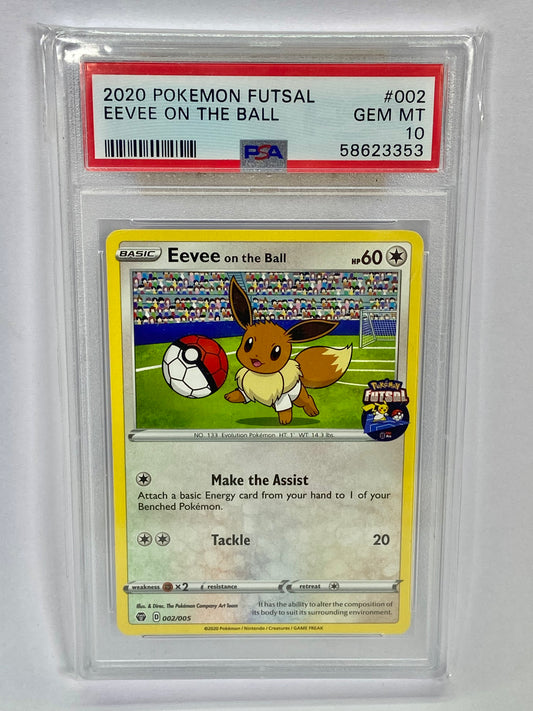 2020 POKEMON FUTSAL #002
EEVEE ON THE BALL GEM MT
10
PSA 58623353
BASIC Eevee on the Ball HP 60
Pokémon
FUTSAL
NO. 133 Evolution Pokémon HT. 1 WT. 14.3 lbs.
Make the Assist
Attach a basic Energy card from your hand to 1 of your
Benched Pokémon.
Tackle 20
weakness ×2 resistance retreat
Illus. & Direc. The Pokémon Company Art Team
It has the ability to alter the composition of
its body to suit its surrounding environment.
D 002/005
©2020 Pokémon / Nintendo / Creatures / GAME FREAK